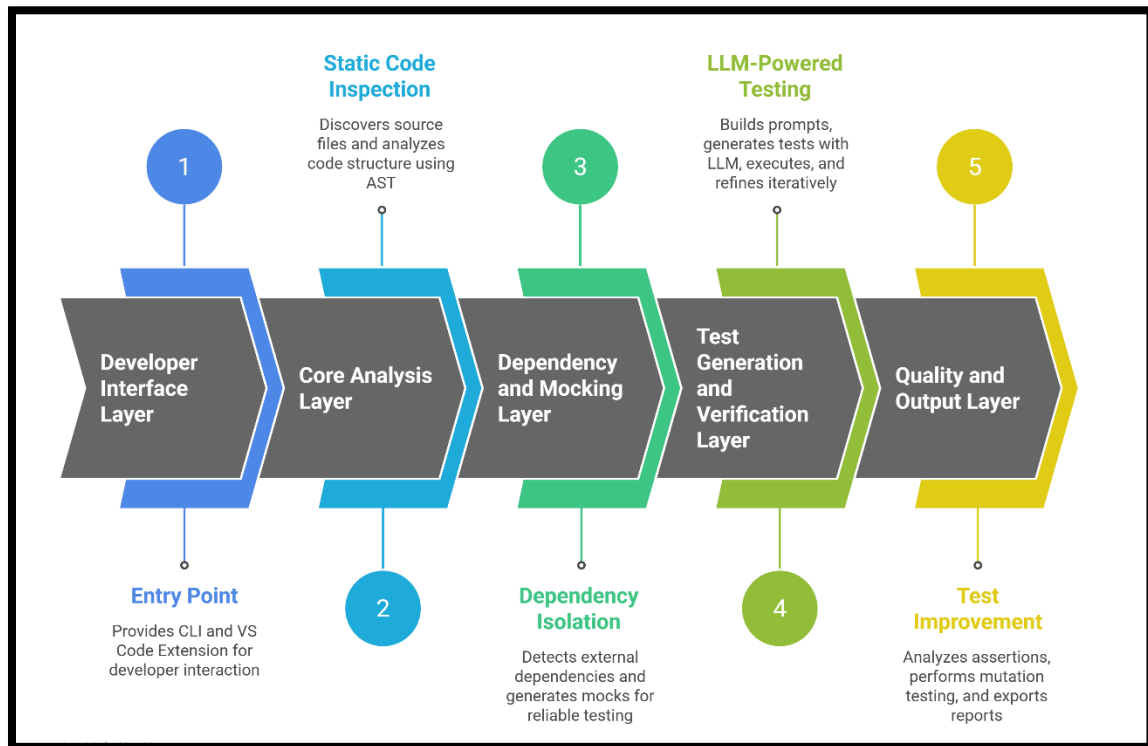 Static Code
Inspection
Discovers source
files and analyzes
code structure using
AST
LLM-Powered
Testing
Builds prompts,
generates tests with
LLM, executes, and
refines iteratively
1
3
5
Developer
Interface
Layer
Core Analysis
Layer
Dependency
and Mocking
Layer
Test
Generation
and
Verification
Layer
Quality and
Output Layer
Entry Point
Provides CLI and VS
Code Extension for
developer interaction
2
Dependency
Isolation
Detects external
dependencies and
generates mocks for
reliable testing
4
Test
Improvement
Analyzes assertions,
performs mutation
testing, and exports
reports